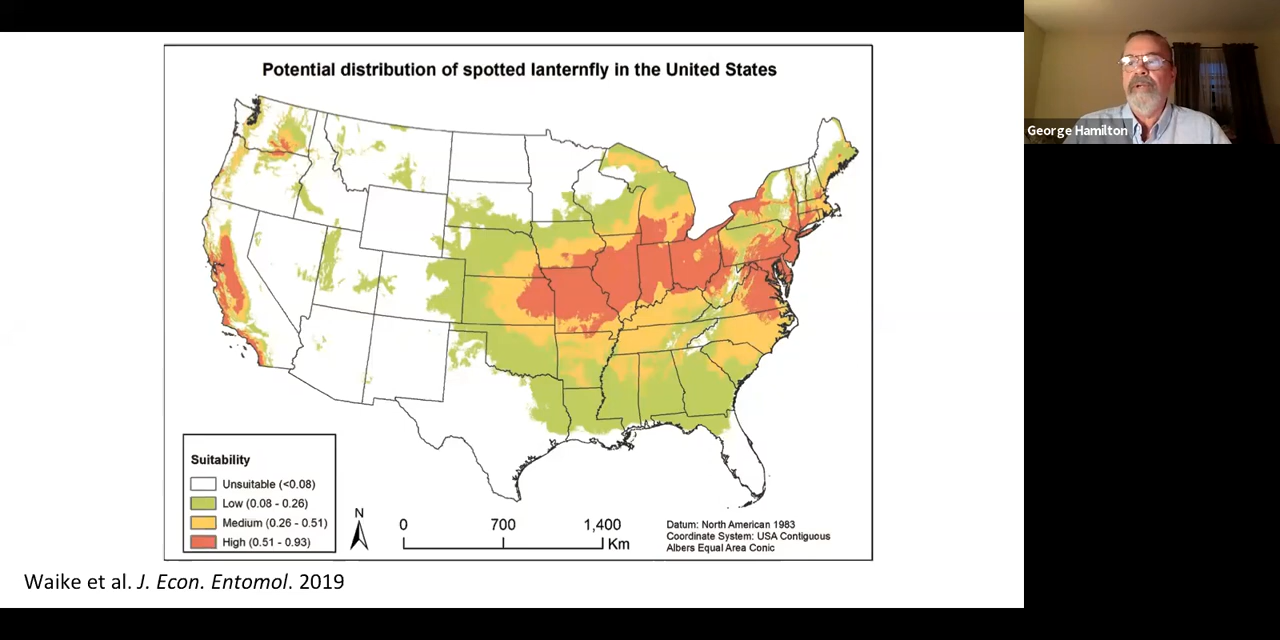 Potential distribution of spotted lanternfly in the United States
George Hamilton
Suitability
Unsuitable (<0.08)
Low (0.08 - 0.26)
Medium (0.26 - 0.51)
High (0.51 - 0.93)
N
0 700 1,400
Km
Datum: North American 1983
Coordinate System: USA Contiguous
Albers Equal Area Conic
Waike et al. J. Econ. Entomol. 2019